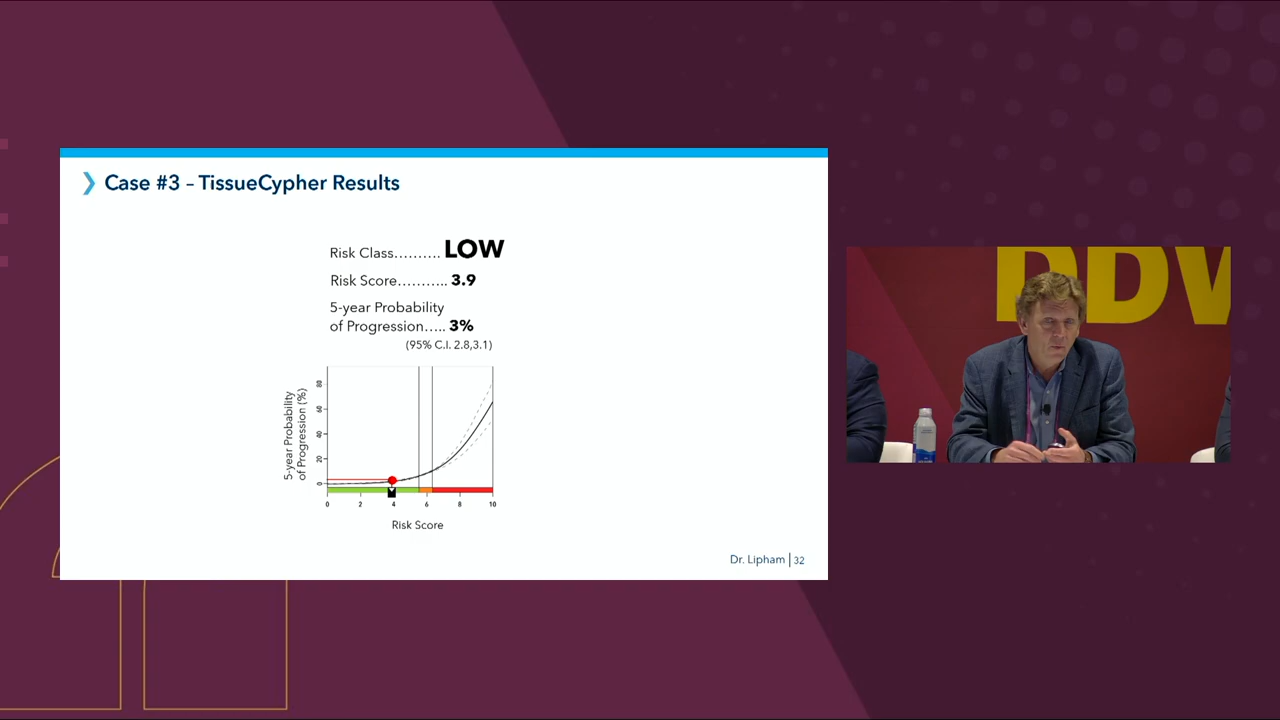 Case #3 – TissueCypher Results
Risk Class.......... LOW
Risk Score........... 3.9
5-year Probability
of Progression..... 3%
(95% C.I. 2.8,3.1)
5-year Probability
of Progression (%)
80
60
40
20
0
0 2 4 6 8 10
Risk Score
Dr. Lipham | 32
DDW